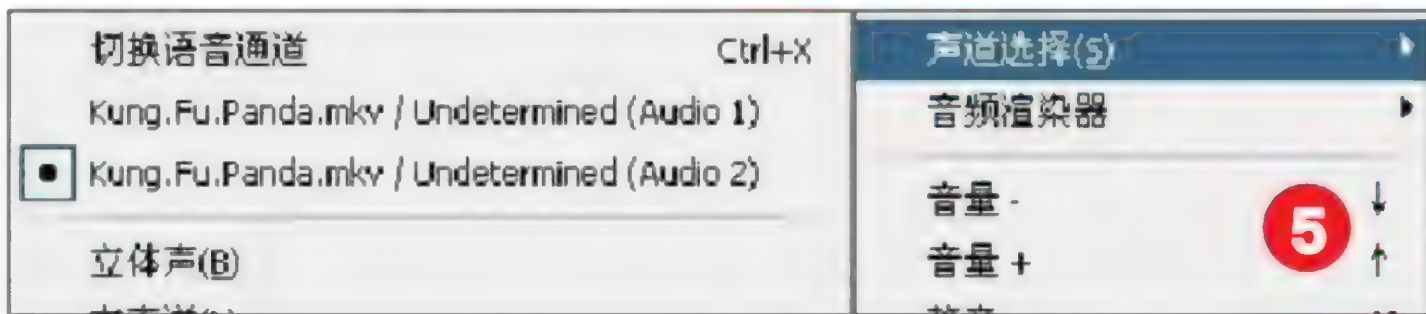 切换语音通道 Ctrl+X
Kung.Fu.Panda.mkv / Undetermined (Audio 1)
Kung.Fu.Panda.mkv / Undetermined (Audio 2)
立体声(B)
声道选择(S)
音频渲染器
音量 - ↓
音量 + ↑
5